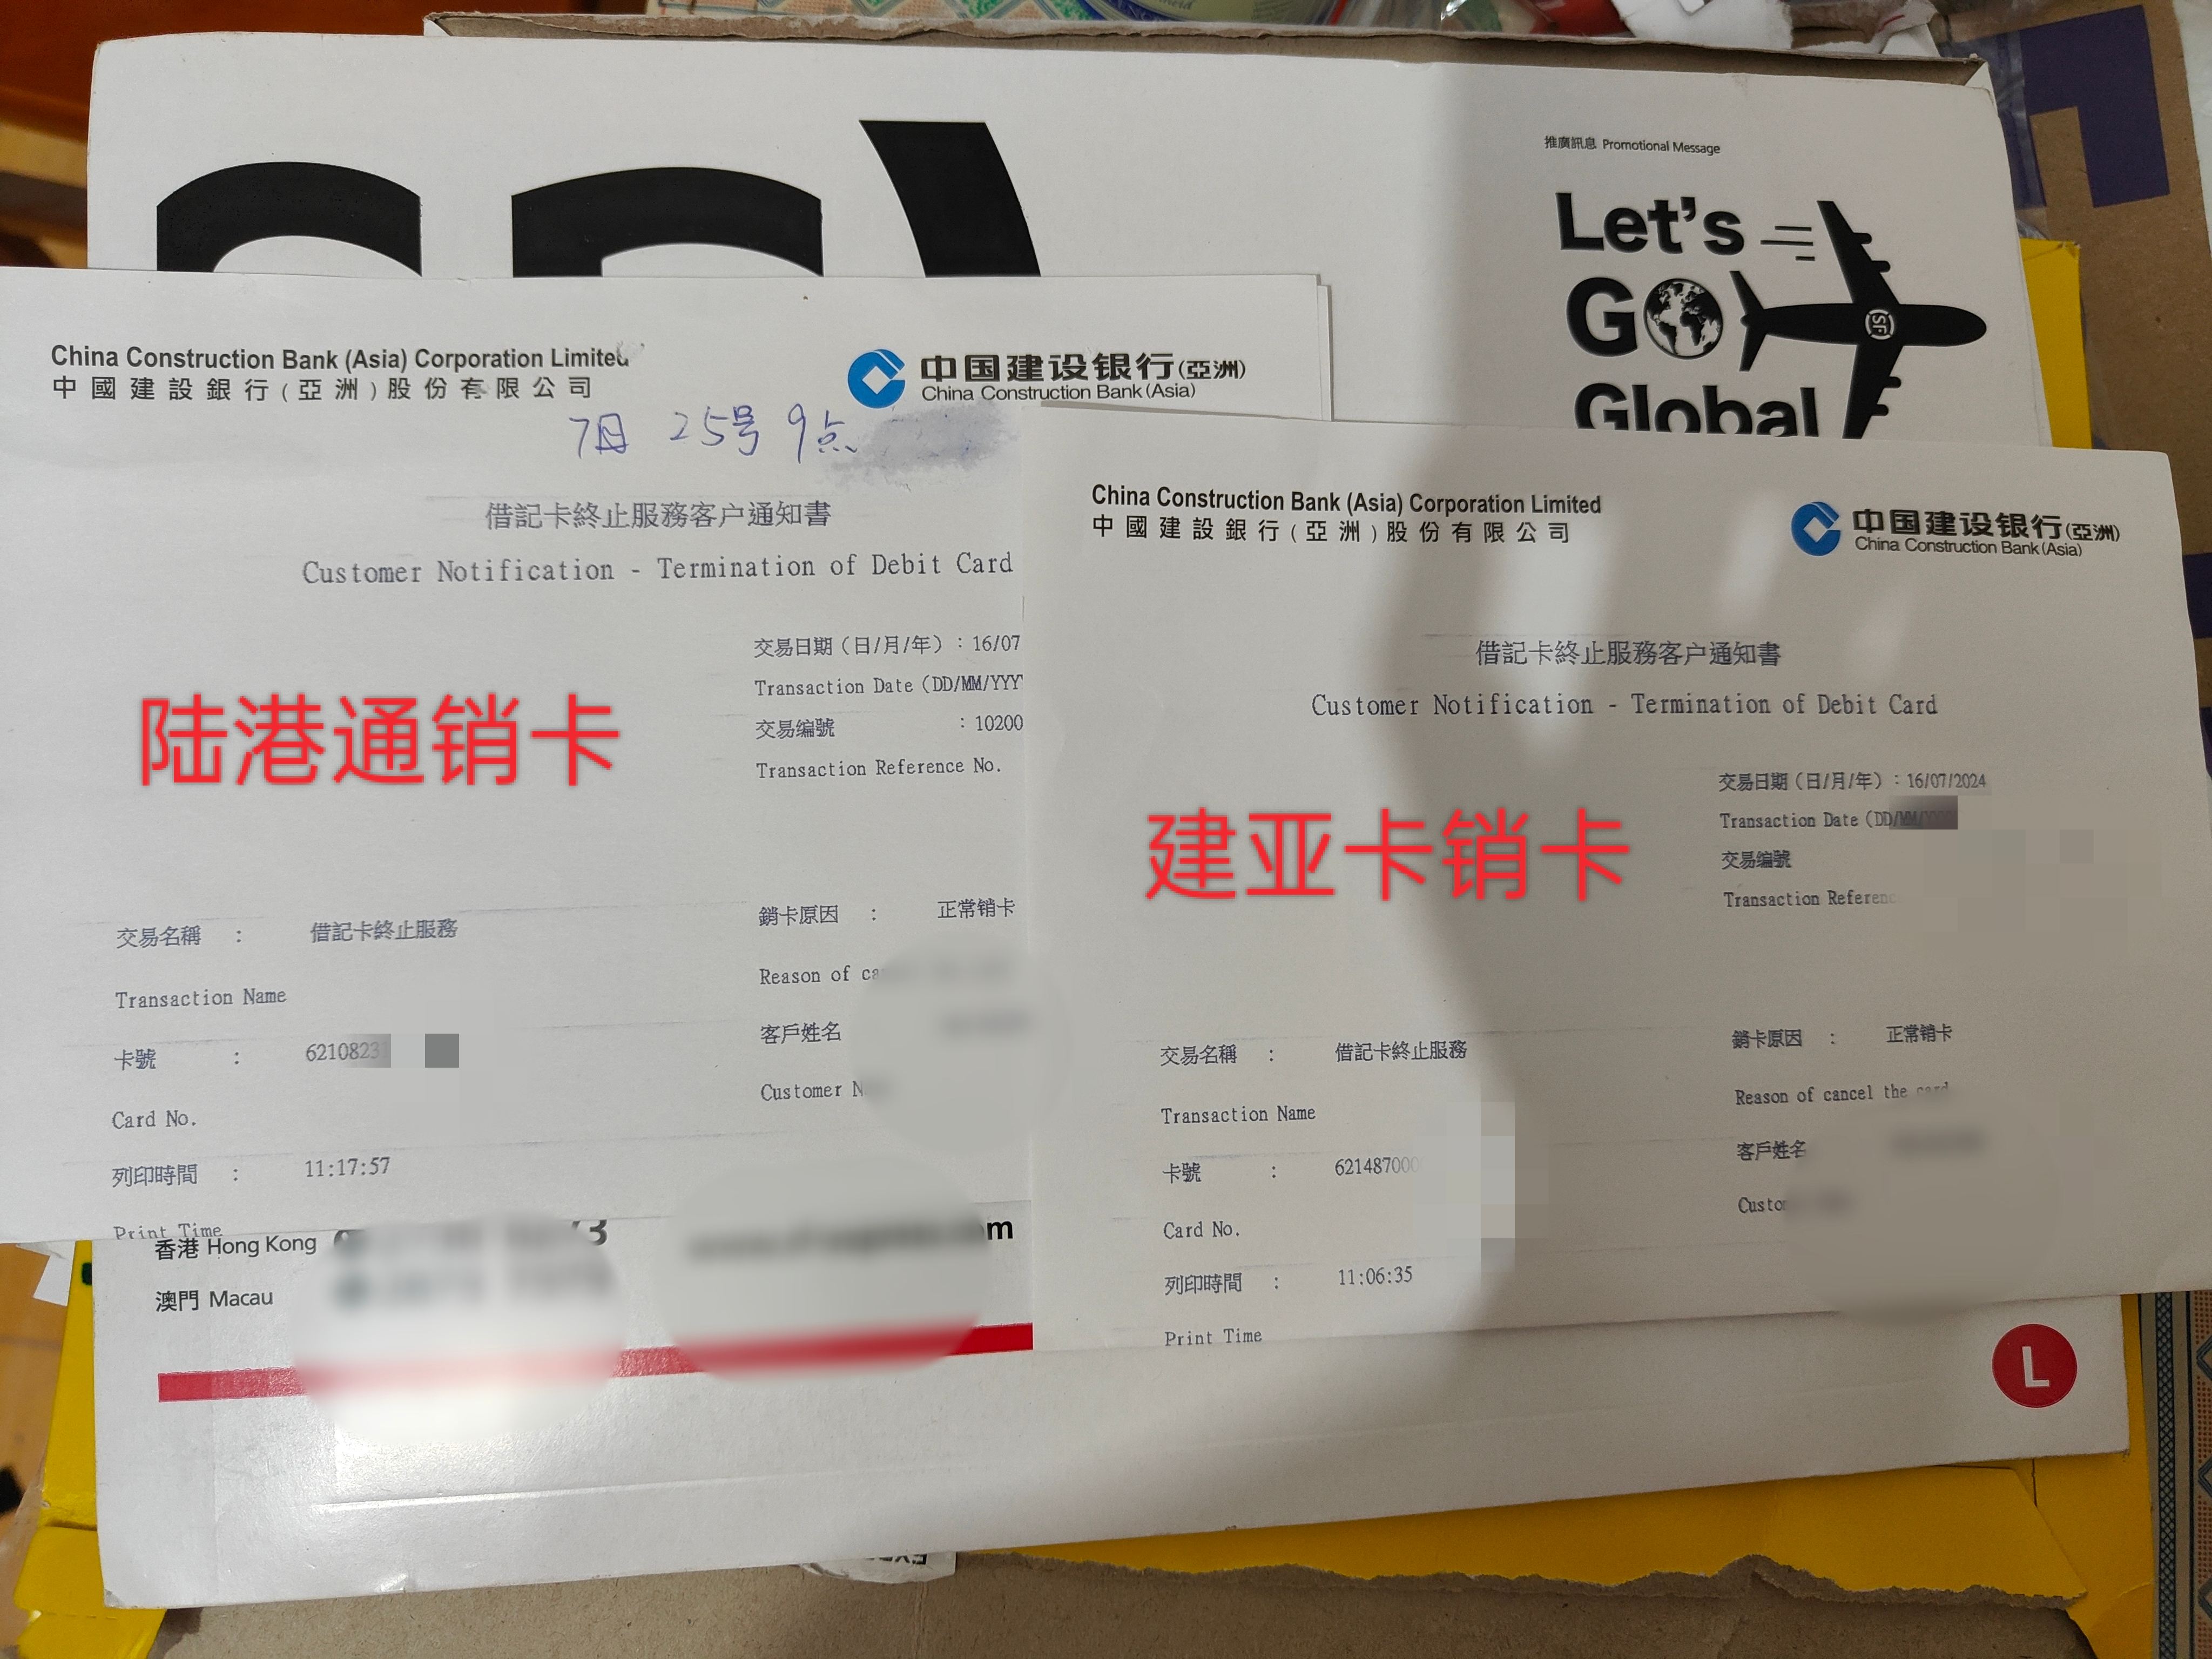 推廣訊息 Promotional Message
Let's
GO
Global
SF
China Construction Bank (Asia) Corporation Limited
中國建設銀行(亞洲)股份有限公司
中国建设银行(亞洲)
China Construction Bank (Asia)
7日 25号 9点
借記卡終止服務客户通知書
Customer Notification - Termination of Debit Card
交易日期(日/月/年) : 16/07
Transaction Date (DD/MM/YYY
交易编號 : 10200
Transaction Reference No.
陆港通销卡
銷卡原因 : 正常销卡
交易名稱 : 借記卡終止服務
Reason of ca
Transaction Name
客戶姓名
卡號 : 6210823
Customer N
Card No.
列印時間 : 11:17:57
Print Time
China Construction Bank (Asia) Corporation Limited
中國建設銀行(亞洲)股份有限公司
中国建设银行(亞洲)
China Construction Bank (Asia)
借記卡終止服務客户通知書
Customer Notification - Termination of Debit Card
交易日期(日/月/年) : 16/07/2024
Transaction Date (DD/MM
交易编號
Transaction Referenc
建亚卡销卡
銷卡原因 : 正常销卡
交易名稱 : 借記卡終止服務
Reason of cancel the card
Transaction Name
客戶姓名
卡號 : 62148700
Custo
Card No.
列印時間 : 11:06:35
Print Time
香港 Hong Kong
澳門 Macau
L